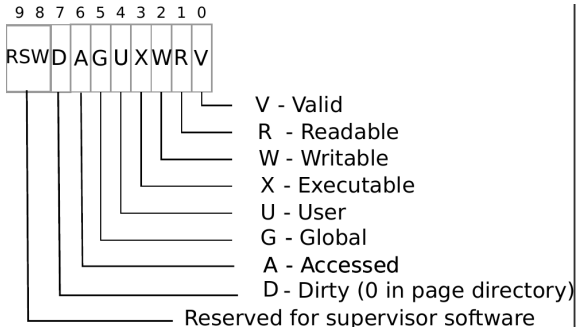 9 8 7 6 5 4 3 2 1 0
RSW D A G U X W R V
V - Valid
R - Readable
W - Writable
X - Executable
U - User
G - Global
A - Accessed
D - Dirty (0 in page directory)
Reserved for supervisor software